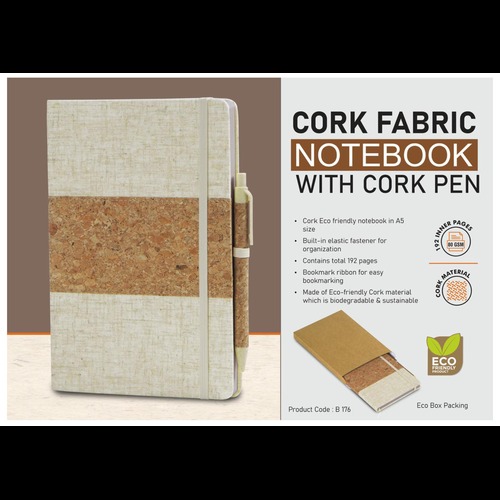 CORK FABRIC
NOTEBOOK
WITH CORK PEN
• Cork Eco friendly notebook in A5
size
• Built-in elastic fastener for
organization
• Contains total 192 pages
• Bookmark ribbon for easy
bookmarking
• Made of Eco-friendly Cork material
which is biodegradable & sustainable
192 INNER PAGES
80 GSM
CORK MATERIAL
ECO
FRIENDLY
PRODUCT
Product Code : B 176
Eco Box Packing